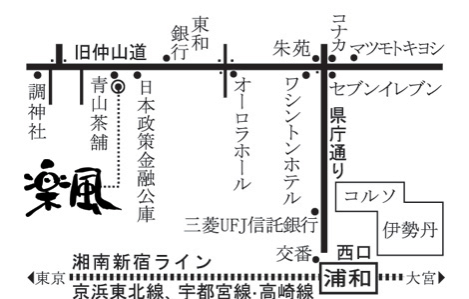 旧仲山道
東和
銀行
朱苑
コナカ
マツモトキヨシ
調神社
青山茶舗
日本政策金融公庫
オーロラホール
ワシントンホテル
セブンイレブン
県庁通り
楽風
コルソ
伊勢丹
三菱UFJ信託銀行
交番
西口
湘南新宿ライン
東京
浦和
大宮
京浜東北線、宇都宮線・高崎線